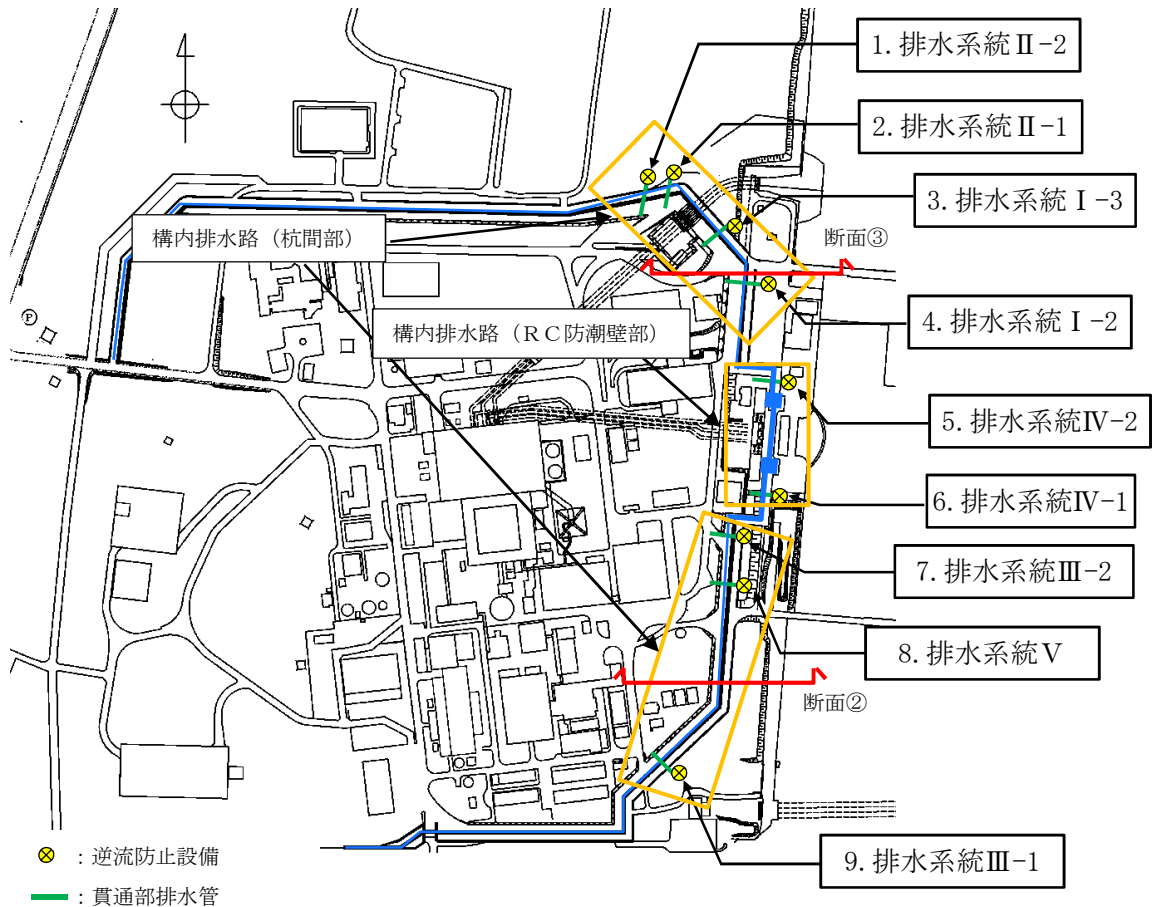 1.排水系統Ⅱ-2
2.排水系統Ⅱ-1
3.排水系統Ⅰ-3
断面③
構内排水路（杭間部）
4.排水系統Ⅰ-2
構内排水路（ＲＣ防潮壁部）
P
5.排水系統Ⅳ-2
6.排水系統Ⅳ-1
7.排水系統Ⅲ-2
8.排水系統Ⅴ
断面②
9.排水系統Ⅲ-1
：逆流防止設備
：貫通部排水管